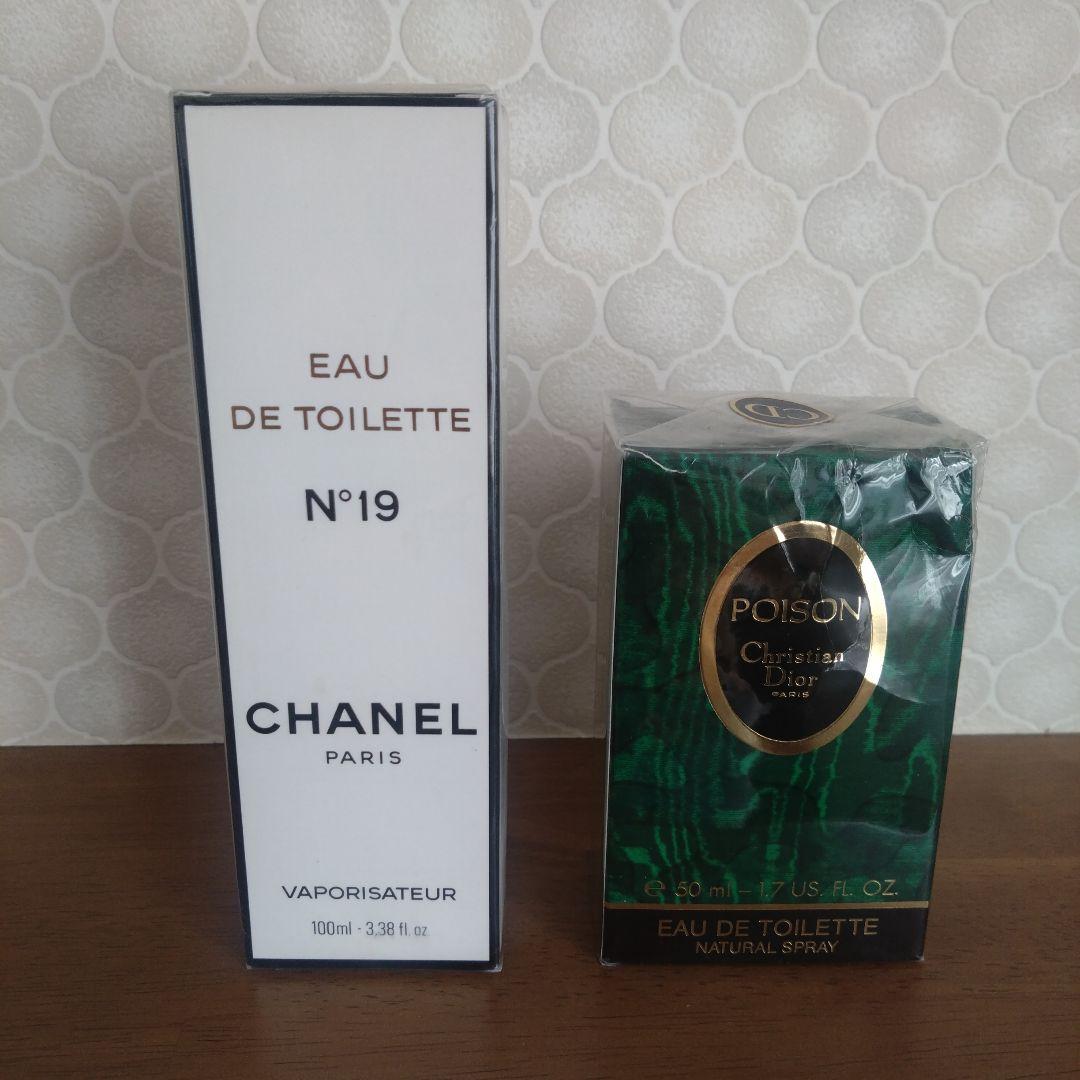 EAU
DE TOILETTE
N°19
CHANEL
PARIS
VAPORISATEUR
100ml - 3,38 fl. oz
CD
POISON
Christian
Dior
PARIS
e 50 ml – 1.7 US. FL. OZ.
EAU DE TOILETTE
NATURAL SPRAY